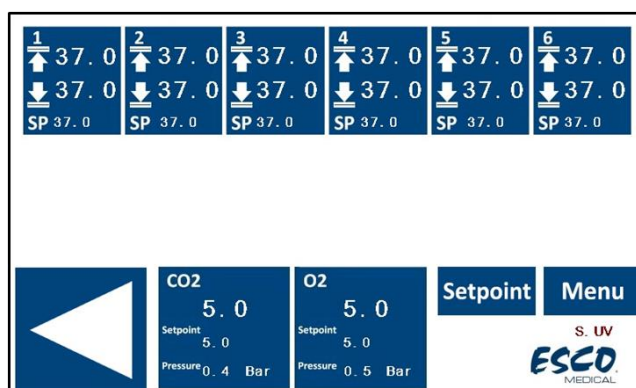 1 2 3 4 5 6
37.0 37.0 37.0 37.0 37.0 37.0
37.0 37.0 37.0 37.0 37.0 37.0
SP 37.0 SP 37.0 SP 37.0 SP 37.0 SP 37.0 SP 37.0
CO2
5.0
Setpoint
5.0
Pressure 0.4 Bar
O2
5.0
Setpoint
5.0
Pressure 0.5 Bar
Setpoint
Menu
S. UV
ESCO
MEDICAL